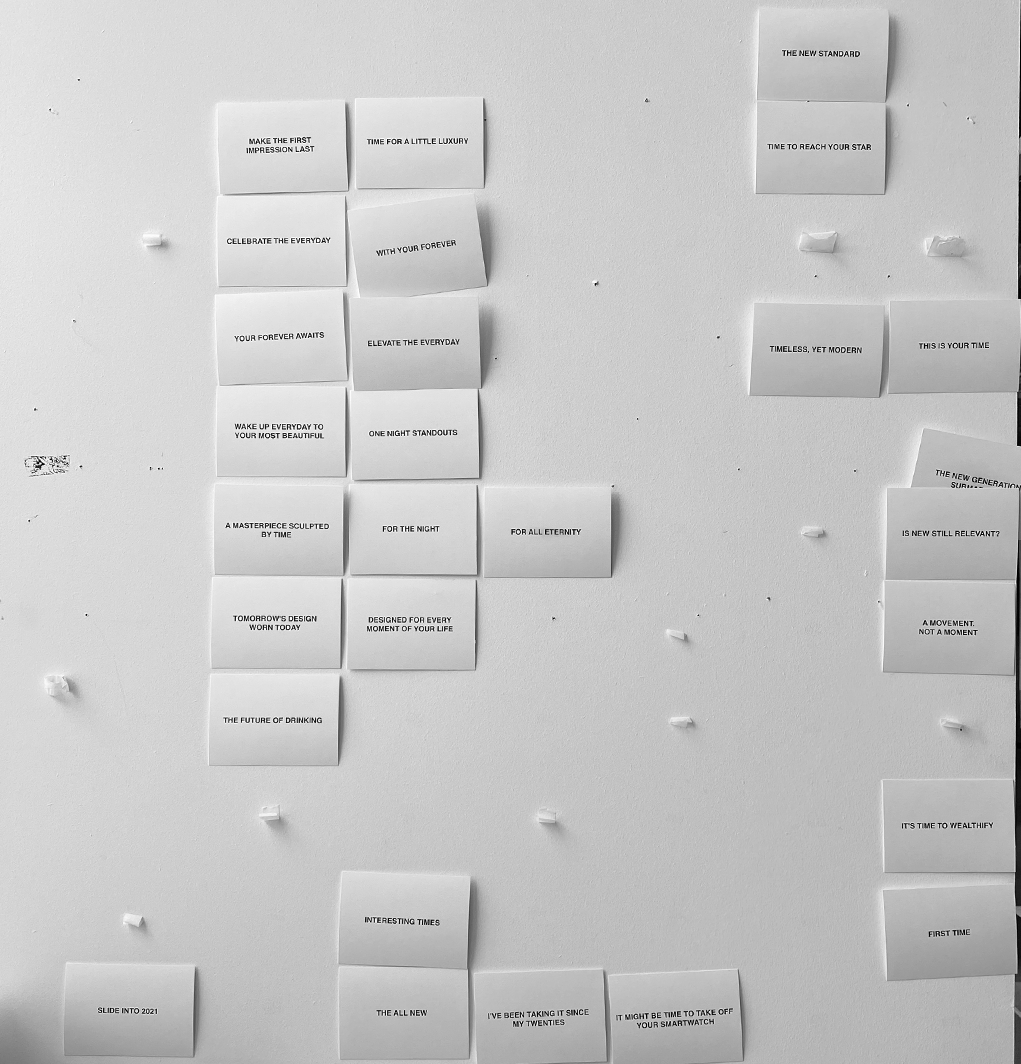 THE NEW STANDARD
MAKE THE FIRST
IMPRESSION LAST
TIME FOR A LITTLE LUXURY
TIME TO REACH YOUR STAR
CELEBRATE THE EVERYDAY
WITH YOUR FOREVER
YOUR FOREVER AWAITS
ELEVATE THE EVERYDAY
TIMELESS, YET MODERN
THIS IS YOUR TIME
WAKE UP EVERYDAY TO
YOUR MOST BEAUTIFUL
ONE NIGHT STANDOUTS
THE NEW GENERATION
A MASTERPIECE SCULPTED
BY TIME
FOR THE NIGHT
FOR ALL ETERNITY
IS NEW STILL RELEVANT?
TOMORROW'S DESIGN
WORN TODAY
DESIGNED FOR EVERY
MOMENT OF YOUR LIFE
A MOVEMENT,
NOT A MOMENT
THE FUTURE OF DRINKING
IT'S TIME TO WEALTHIFY
INTERESTING TIMES
FIRST TIME
SLIDE INTO 2021
THE ALL NEW
I'VE BEEN TAKING IT SINCE
MY TWENTIES
IT MIGHT BE TIME TO TAKE OFF
YOUR SMARTWATCH